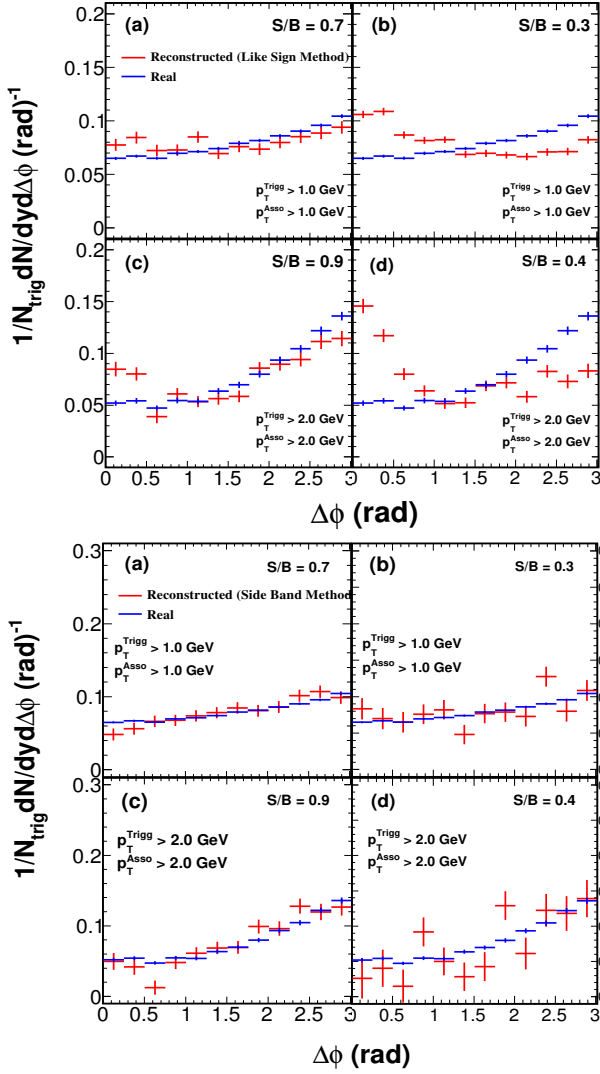 (a)
S/B = 0.7
Reconstructed (Like Sign Method)
Real
p_T^Trigg > 1.0 GeV
p_T^Asso > 1.0 GeV
(b)
S/B = 0.3
p_T^Trigg > 1.0 GeV
p_T^Asso > 1.0 GeV
0.2
0.15
0.1
0.05
0
(c)
S/B = 0.9
p_T^Trigg > 2.0 GeV
p_T^Asso > 2.0 GeV
(d)
S/B = 0.4
p_T^Trigg > 2.0 GeV
p_T^Asso > 2.0 GeV
0.2
0.15
0.1
0.05
0
1/N_trig dN/dydΔϕ (rad)^-1
0 0.5 1 1.5 2 2.5 3 0 0.5 1 1.5 2 2.5 3
Δϕ (rad)
(a)
S/B = 0.7
Reconstructed (Side Band Method
Real
p_T^Trigg > 1.0 GeV
p_T^Asso > 1.0 GeV
(b)
S/B = 0.3
p_T^Trigg > 1.0 GeV
p_T^Asso > 1.0 GeV
0.3
0.2
0.1
0
(c)
S/B = 0.9
p_T^Trigg > 2.0 GeV
p_T^Asso > 2.0 GeV
(d)
S/B = 0.4
p_T^Trigg > 2.0 GeV
p_T^Asso > 2.0 GeV
0.3
0.2
0.1
0
1/N_trig dN/dydΔϕ (rad)^-1
0 0.5 1 1.5 2 2.5 3 0 0.5 1 1.5 2 2.5 3
Δϕ (rad)